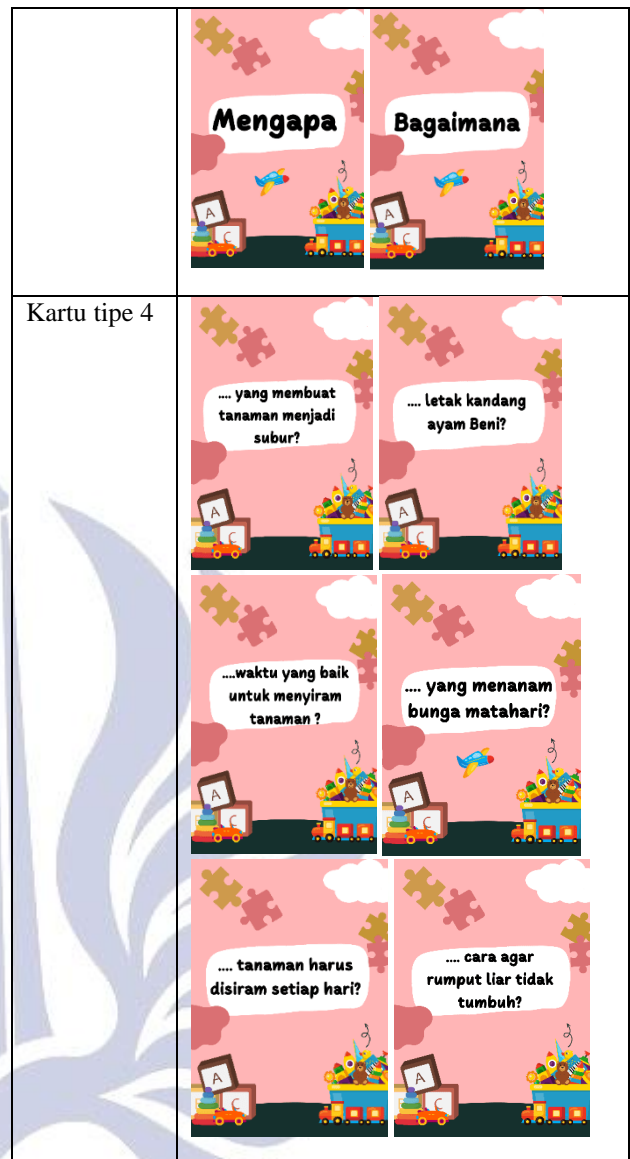 Mengapa
Bagaimana
Kartu tipe 4
.... yang membuat
tanaman menjadi
subur?
.... letak kandang
ayam Beni?
....waktu yang baik
untuk menyiram
tanaman ?
.... yang menanam
bunga matahari?
.... tanaman harus
disiram setiap hari?
.... cara agar
rumput liar tidak
tumbuh?
A
C
A
C
A
C
A
C
A
C
A
C
A
C
A
C